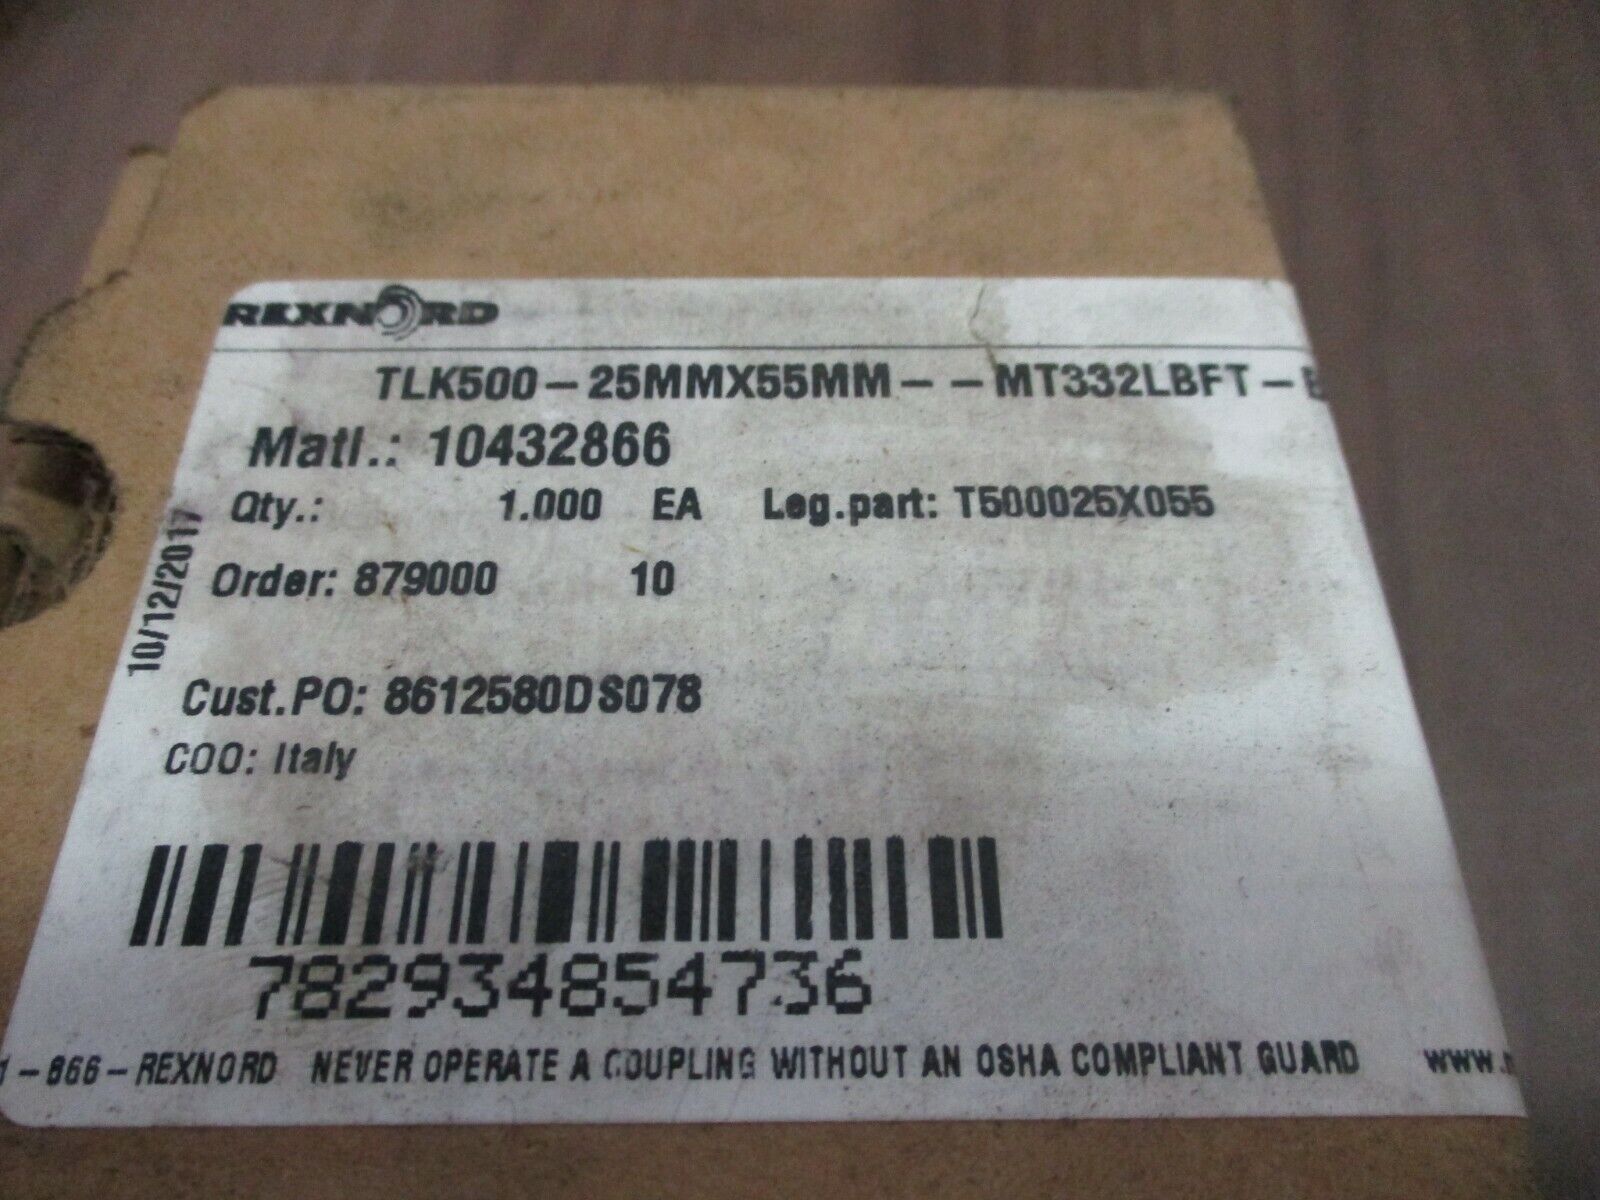 REXNORD
TLK500-25MMX55MM--MT332LBFT-
Matl.: 10432866
Qty.: 1.000 EA Leg.part: T500025X055
Order: 879000 10
10/12/2017
Cust.PO: 8612580DS078
COO: Italy
782934854736
1-866-REXNORD NEVER OPERATE A COUPLING WITHOUT AN OSHA COMPLIANT GUARD www.